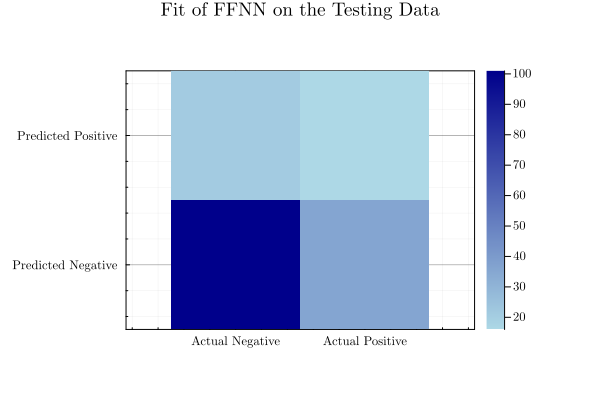 Fit of FFNN on the Testing Data
Predicted Positive
Predicted Negative
Actual Negative
Actual Positive
100
90
80
70
60
50
40
30
20